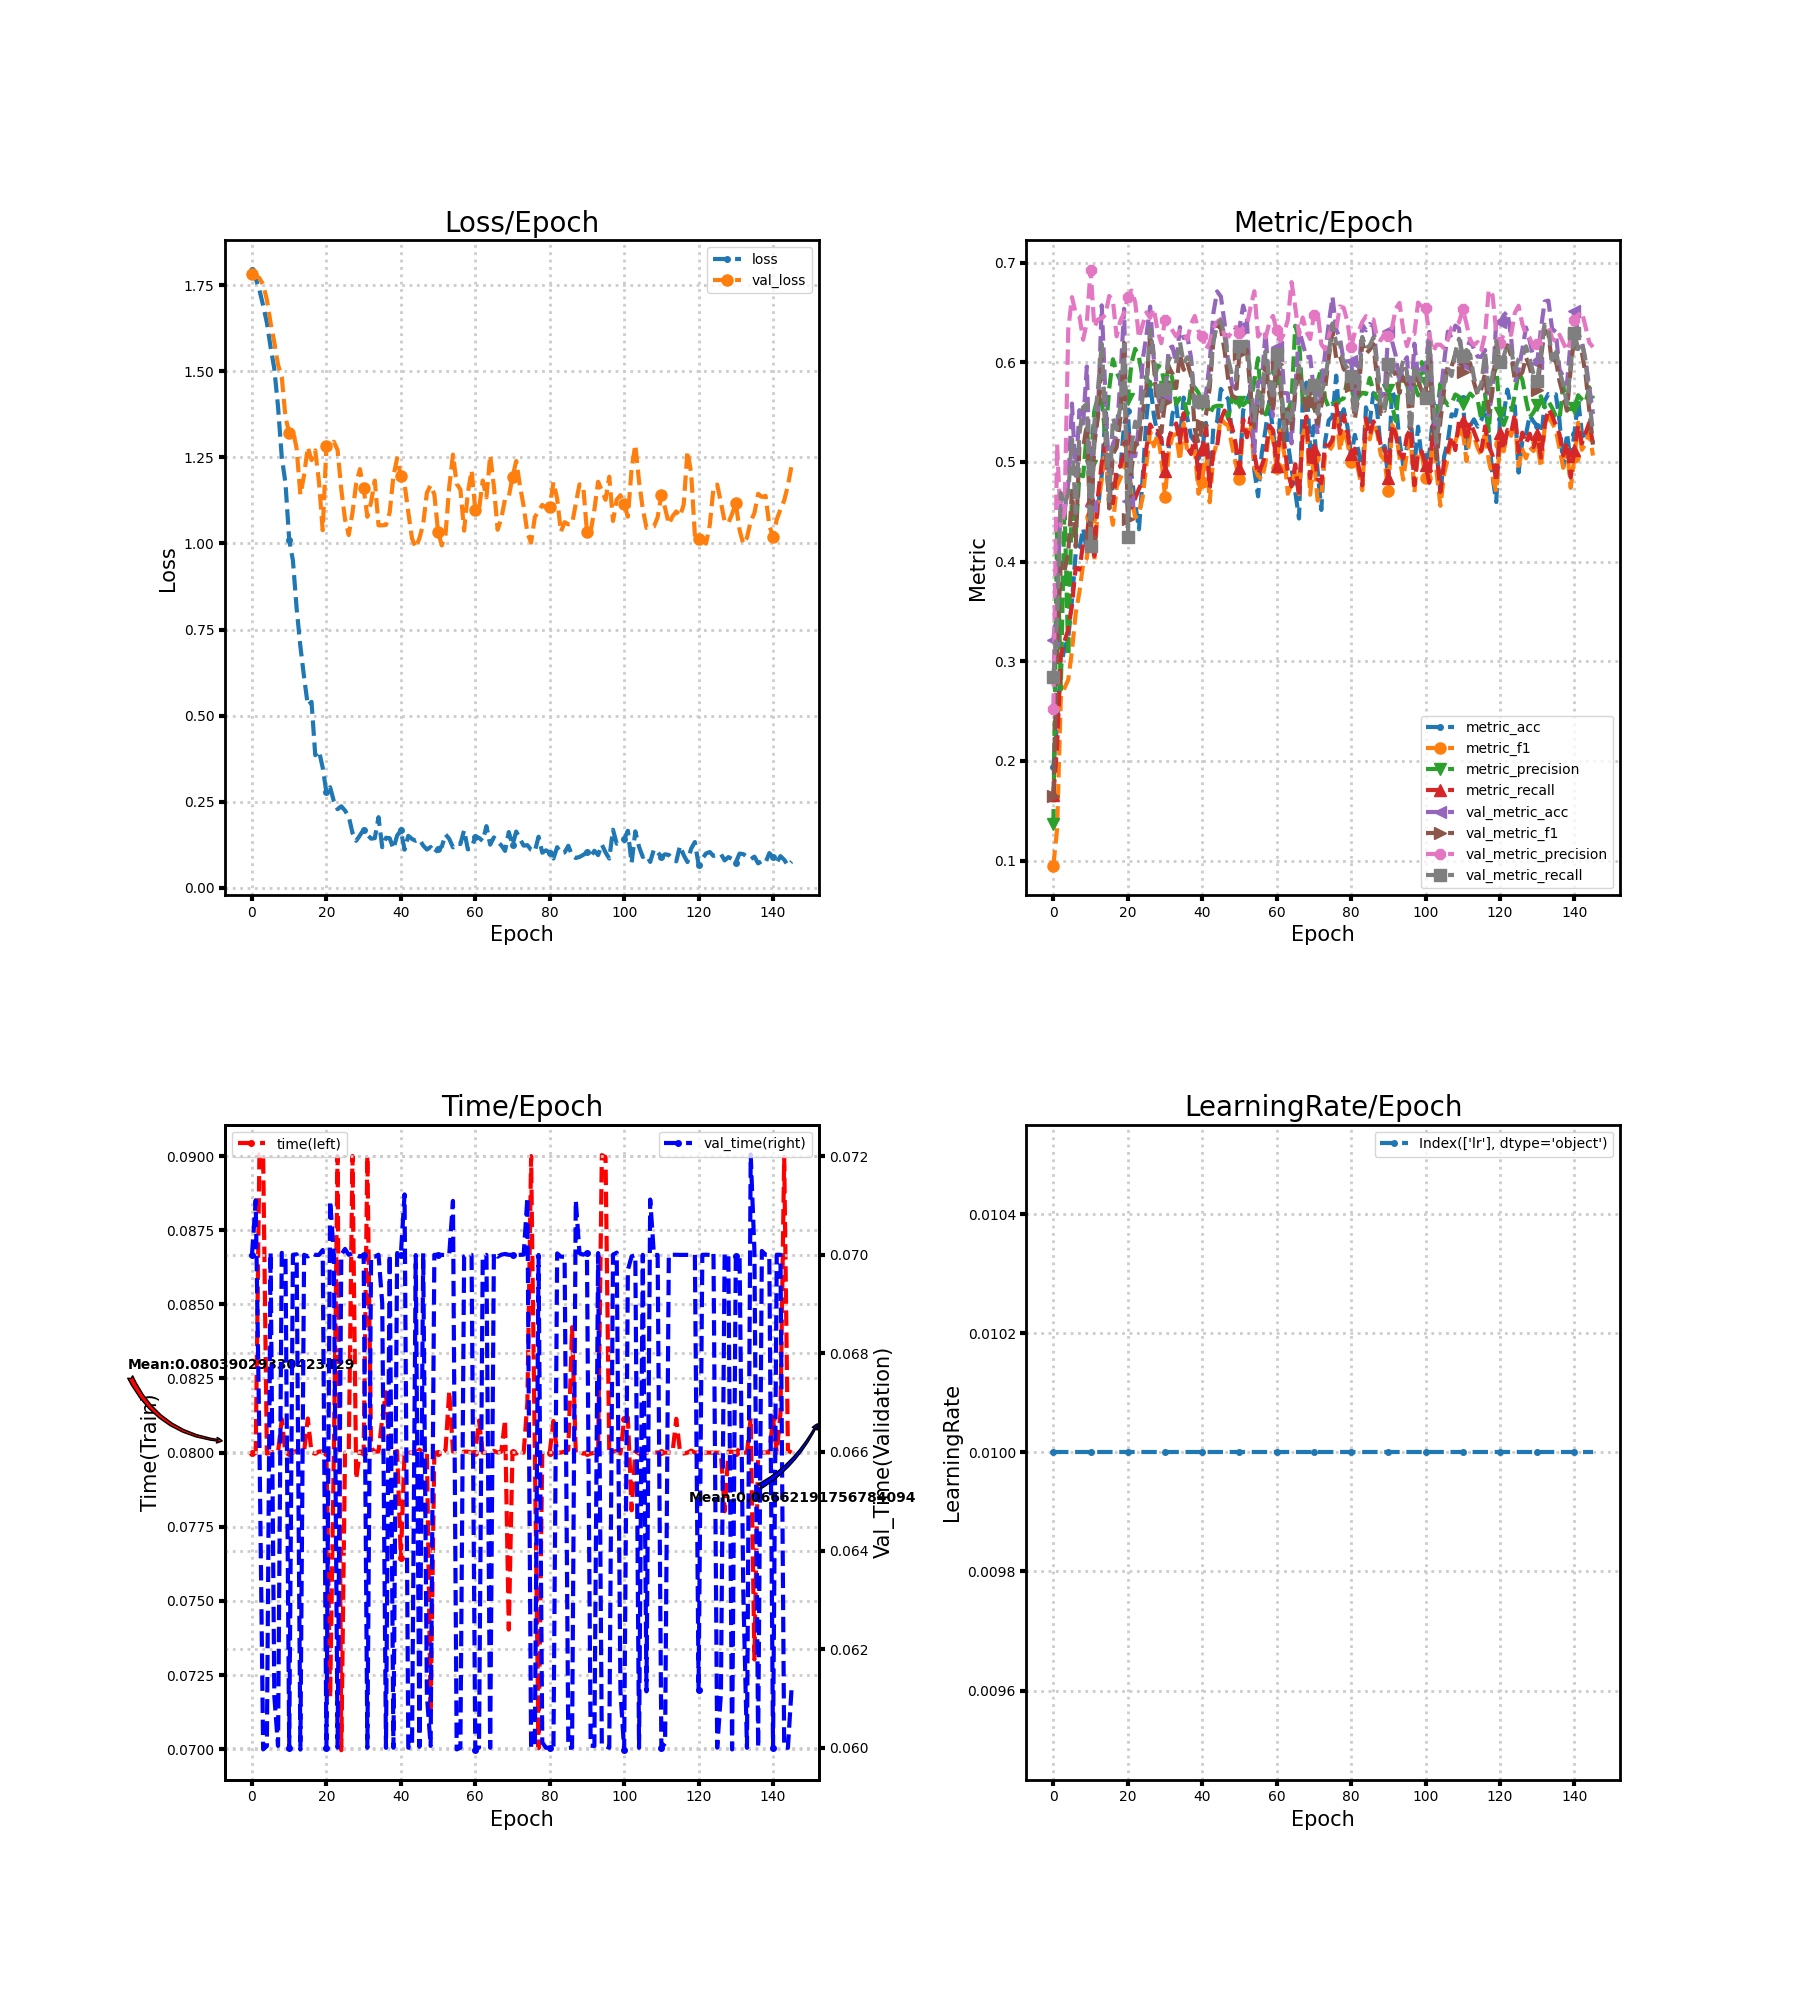 Loss/Epoch
loss
val_loss
1.75
1.50
1.25
1.00
0.75
0.50
0.25
0.00
Loss
0 20 40 60 80 100 120 140
Epoch
Metric/Epoch
0.7
0.6
0.5
0.4
0.3
0.2
0.1
Metric
metric_acc
metric_f1
metric_precision
metric_recall
val_metric_acc
val_metric_f1
val_metric_precision
val_metric_recall
0 20 40 60 80 100 120 140
Epoch
Time/Epoch
time(left)
val_time(right)
0.0900
0.0875
0.0850
0.0825
0.0800
0.0775
0.0750
0.0725
0.0700
Time(Train)
0.072
0.070
0.068
0.066
0.064
0.062
0.060
Val_Time(Validation)
0 20 40 60 80 100 120 140
Epoch
LearningRate/Epoch
Index(['lr'], dtype='object')
0.0104
0.0102
0.0100
0.0098
0.0096
LearningRate
0 20 40 60 80 100 120 140
Epoch